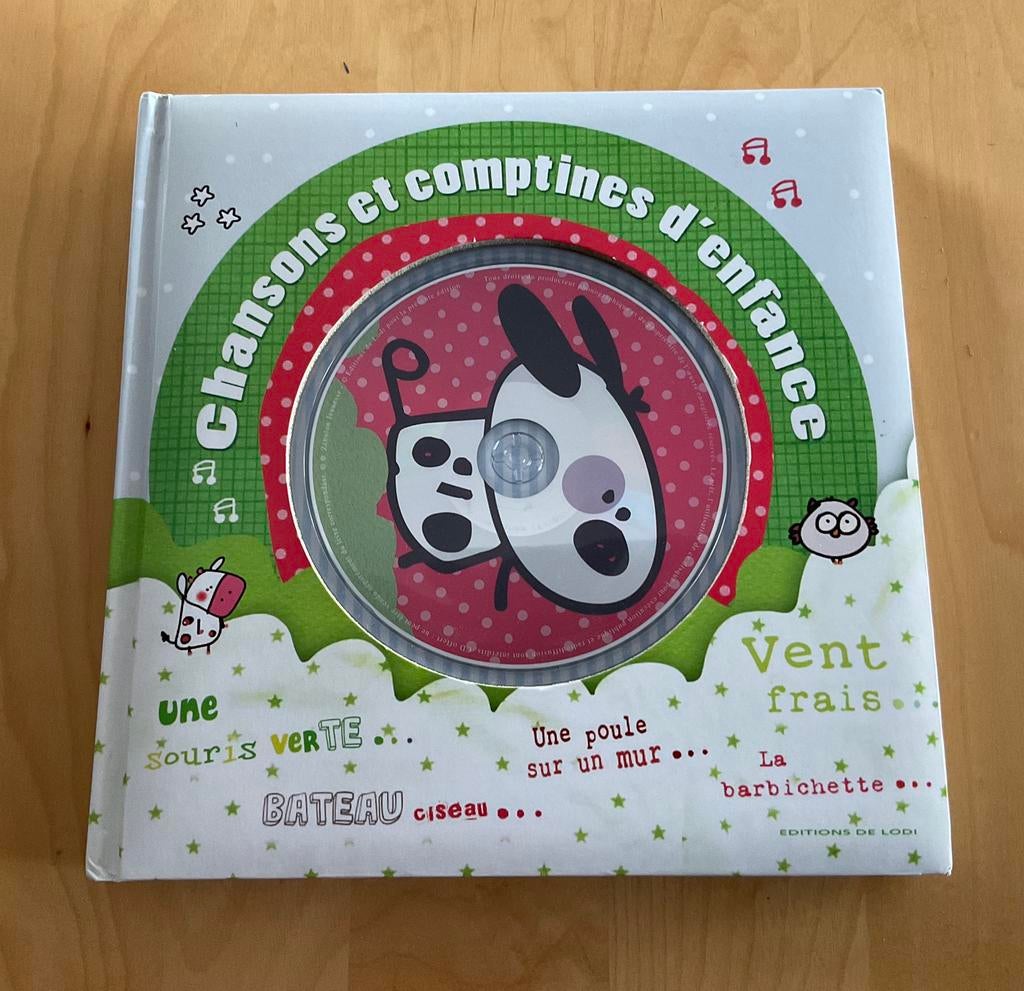 Chansons et comptines d'enfance
Vent
frais...
une
souris verTE ...
Une poule
sur un mur ...
La
barbichette ...
BATEAU ciseau ...
EDITIONS DE LODI